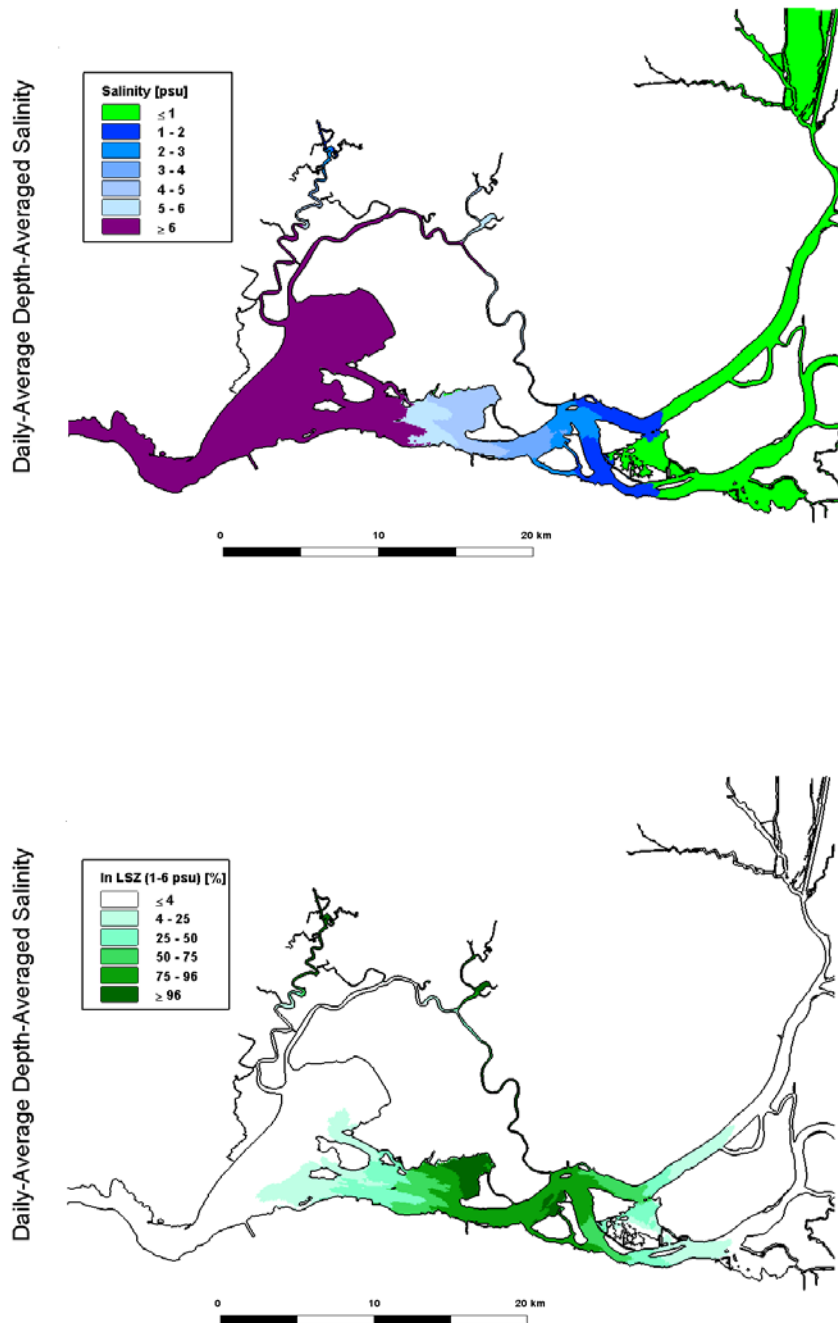 Daily-Average Depth-Averaged Salinity
Salinity [psu]
≤ 1
1 - 2
2 - 3
3 - 4
4 - 5
5 - 6
≥ 6
0 10 20 km
Daily-Average Depth-Averaged Salinity
In LSZ (1-6 psu) [%]
≤ 4
4 - 25
25 - 50
50 - 75
75 - 96
≥ 96
0 10 20 km